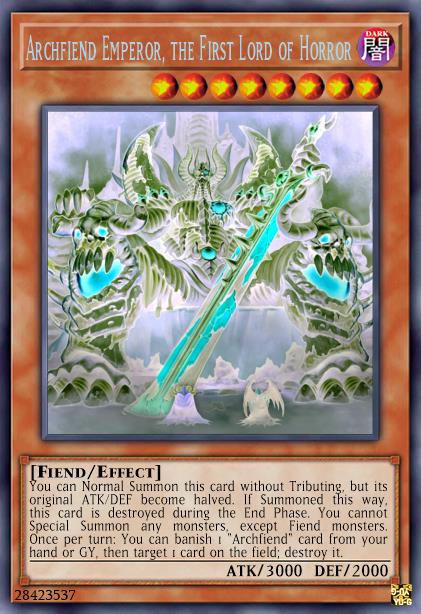 Archfiend Emperor, the First Lord of Horror
DARK
闇
[Fiend/Effect]
You can Normal Summon this card without Tributing, but its
original ATK/DEF become halved. If Summoned this way,
this card is destroyed during the End Phase. You cannot
Special Summon any monsters, except Fiend monsters.
Once per turn: You can banish 1 "Archfiend" card from your
hand or GY, then target 1 card on the field; destroy it.
ATK/3000 DEF/2000
28423537